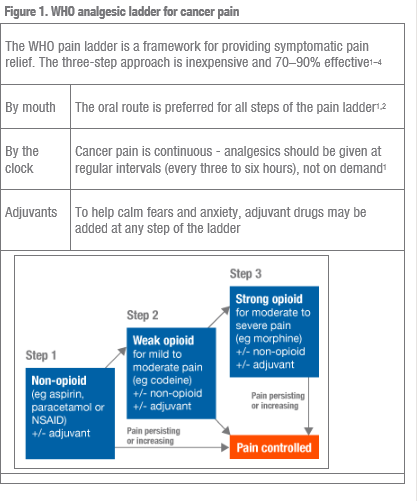 Figure 1. WHO analgesic ladder for cancer pain
The WHO pain ladder is a framework for providing symptomatic pain
relief. The three-step approach is inexpensive and 70–90% effective¹⁻⁴
By mouth
The oral route is preferred for all steps of the pain ladder¹,²
By the
clock
Cancer pain is continuous - analgesics should be given at
regular intervals (every three to six hours), not on demand¹
Adjuvants
To help calm fears and anxiety, adjuvant drugs may be
added at any step of the ladder
Step 1
Non-opioid
(eg aspirin,
paracetamol or
NSAID)
+/- adjuvant
Step 2
Weak opioid
for mild to
moderate pain
(eg codeine)
+/- non-opioid
+/- adjuvant
Step 3
Strong opioid
for moderate to
severe pain
(eg morphine)
+/- non-opioid
+/- adjuvant
Pain persisting
or increasing
Pain persisting
or increasing
Pain controlled